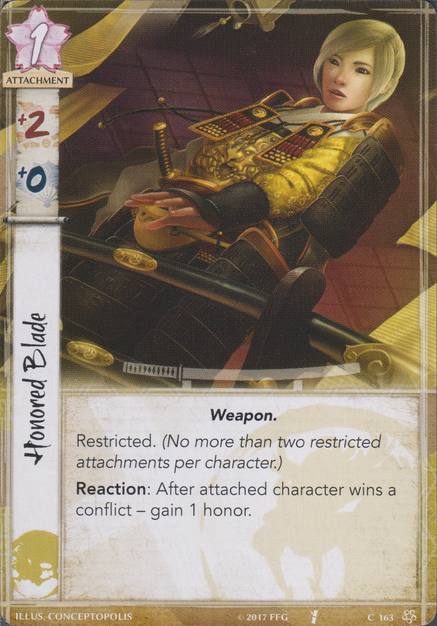 1
ATTACHMENT
+2
+0
Honored Blade
Weapon.
Restricted. (No more than two restricted
attachments per character.)
Reaction: After attached character wins a
conflict – gain 1 honor.
ILLUS. CONCEPTOPOLIS
© 2017 FFG
C 163